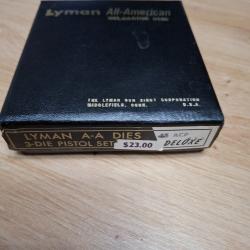 Lyman All-American
RELOADING DIES
THE LYMAN GUN SIGHT CORPORATION
MIDDLEFIELD, CONN. U.S.A.
LYMAN A-A DIES 45 ACP
3-DIE PISTOL SET $23.00 DELUXE